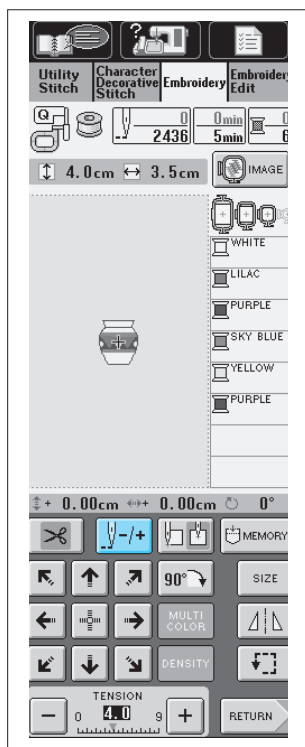 Utility Stitch
Character Decorative Stitch
Embroidery
Embroidery Edit
Q
0
2436
0min
5min
0
6
4.0cm
3.5cm
IMAGE
WHITE
LILAC
PURPLE
SKY BLUE
YELLOW
PURPLE
+ 0.00cm
+ 0.00cm
0°
-/+
MEMORY
90°
SIZE
MULTI COLOR
DENSITY
TENSION
− 0 4.0 9 +
RETURN